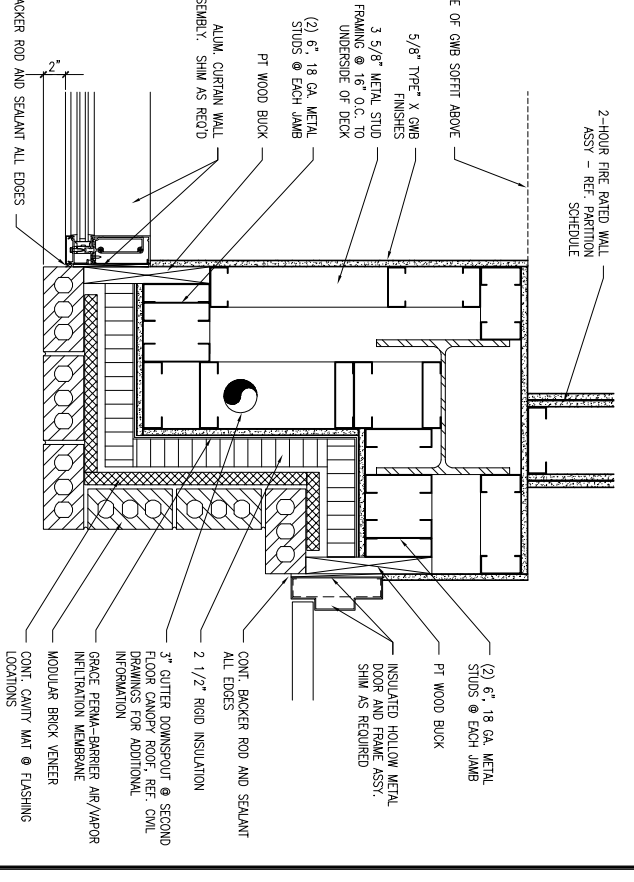 2-HOUR FIRE RATED WALL
ASSY - REF. PARTITION
SCHEDULE
E OF GWB SOFFIT ABOVE
5/8" TYPE" X GWB
FINISHES
3 5/8" METAL STUD
FRAMING @ 16" O.C. TO
UNDERSIDE OF DECK
(2) 6", 18 GA. METAL
STUDS @ EACH JAMB
PT WOOD BUCK
ALUM. CURTAIN WALL
SEMBLY. SHIM AS REQ'D
2"
ACKER ROD AND SEALANT ALL EDGES
(2) 6", 18 GA. METAL
STUDS @ EACH JAMB
PT WOOD BUCK
INSULATED HOLLOW METAL
DOOR AND FRAME ASSY.
SHIM AS REQUIRED
CONT. BACKER ROD AND SEALANT
ALL EDGES
2 1/2" RIGID INSULATION
3" GUTTER DOWNSPOUT @ SECOND
FLOOR CANOPY ROOF, REF. CIVIL
DRAWINGS FOR ADDITIONAL
INFORMATION
GRACE PERMA-BARRIER AIR/VAPOR
INFILTRATION MEMBRANE
MODULAR BRICK VENEER
CONT. CAVITY MAT @ FLASHING
LOCATIONS